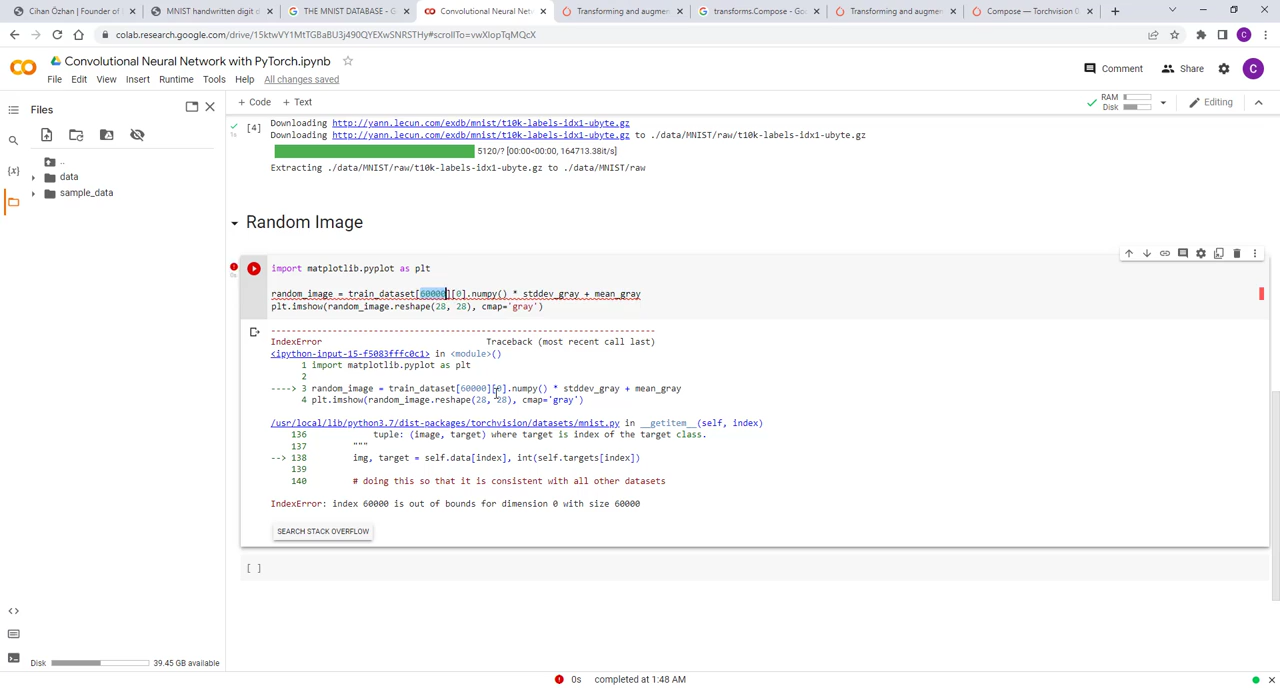 Cihan Özhan | Founder of
MNIST handwritten digit d
THE MNIST DATABASE - G
Convolutional Neural Netw
Transforming and augmen
transforms.Compose - Goo
Transforming and augmen
Compose — Torchvision 0.
colab.research.google.com/drive/15ktwVY1MtTGBaBU3j490QYEXwSNRSTHy#scrollTo=vwXlopTqMQcX
C
Convolutional Neural Network with PyTorch.ipynb
Comment
Share
C
File Edit View Insert Runtime Tools Help All changes saved
Files
+ Code + Text
RAM
Disk
Editing
..
data
sample_data
[4]
1s
Downloading http://yann.lecun.com/exdb/mnist/t10k-labels-idx1-ubyte.gz
Downloading http://yann.lecun.com/exdb/mnist/t10k-labels-idx1-ubyte.gz to ./data/MNIST/raw/t10k-labels-idx1-ubyte.gz
5120/? [00:00<00:00, 164713.38it/s]
Extracting ./data/MNIST/raw/t10k-labels-idx1-ubyte.gz to ./data/MNIST/raw
Random Image
import matplotlib.pyplot as plt
random_image = train_dataset[60000][0].numpy() * stddev_gray + mean_gray
plt.imshow(random_image.reshape(28, 28), cmap='gray')
---------------------------------------------------------------------------
IndexError Traceback (most recent call last)
<ipython-input-15-f5083fffc0c1> in <module>()
1 import matplotlib.pyplot as plt
2
----> 3 random_image = train_dataset[60000][0].numpy() * stddev_gray + mean_gray
4 plt.imshow(random_image.reshape(28, 28), cmap='gray')
/usr/local/lib/python3.7/dist-packages/torchvision/datasets/mnist.py in __getitem__(self, index)
136 tuple: (image, target) where target is index of the target class.
137 """
--> 138 img, target = self.data[index], int(self.targets[index])
139
140 # doing this so that it is consistent with all other datasets
IndexError: index 60000 is out of bounds for dimension 0 with size 60000
SEARCH STACK OVERFLOW
[ ]
Disk
39.45 GB available
0s completed at 1:48 AM